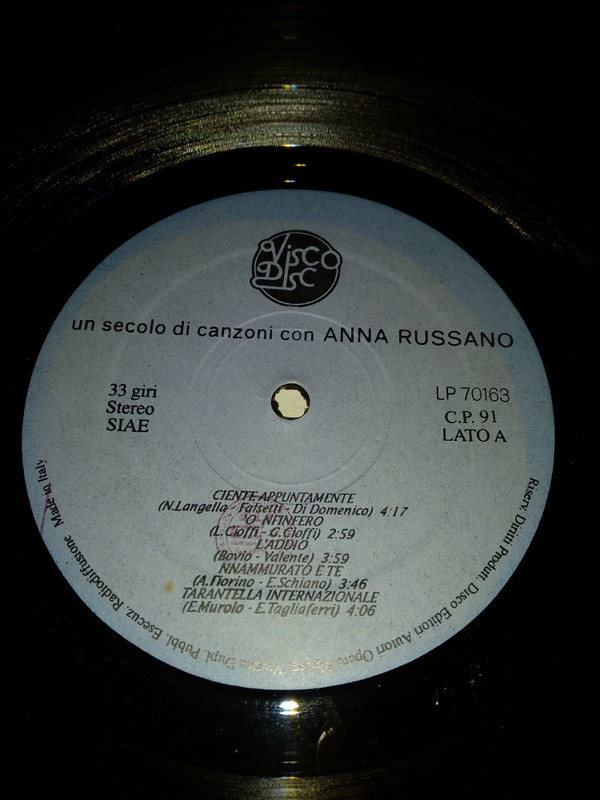 Visco
Disc
un secolo di canzoni con ANNA RUSSANO
33 giri
Stereo
SIAE
LP 70163
C.P. 91
LATO A
CIENTE APPUNTAMENTE
(N.Langella - Falsetti - Di Domenico) 4:17
'O NFINFERO
(L.Cioffi - G.Cioffi) 2:59
L'ADDIO
(Bovio - Valente) 3:59
NNAMMURATO E TE
(A.Fiorino - E.Schiano) 3:46
TARANTELLA INTERNAZIONALE
(E.Murolo - E.Tagliaferri) 4:06
Riserv. Diritti Produtt. Disco Editori Autori Opere Dupl. Pubbl. Esecuz. Radiodiffusione Made in Italy